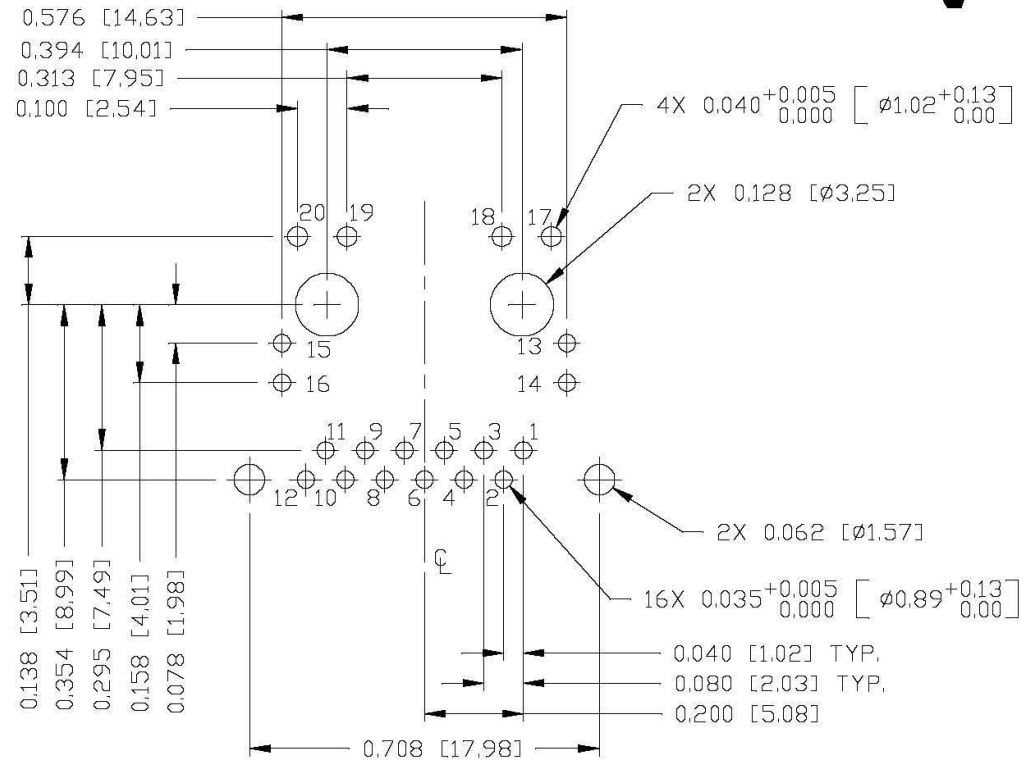 0,576 [14,63]
0,394 [10,01]
0,313 [7,95]
0,100 [2,54]
4X 0,040+0,005 0,000 [ ø1,02+0,13 0,00 ]
2X 0,128 [ø3,25]
20 19 18 17
15 13
16 14
11 9 7 5 3 1
12 10 8 6 4 2
2X 0,062 [ø1,57]
℄
16X 0,035+0,005 0,000 [ ø0,89+0,13 0,00 ]
0,138 [3,51]
0,354 [8,99]
0,295 [7,49]
0,158 [4,01]
0,078 [1,98]
0,040 [1,02] TYP,
0,080 [2,03] TYP,
0,200 [5,08]
0,708 [17,98]